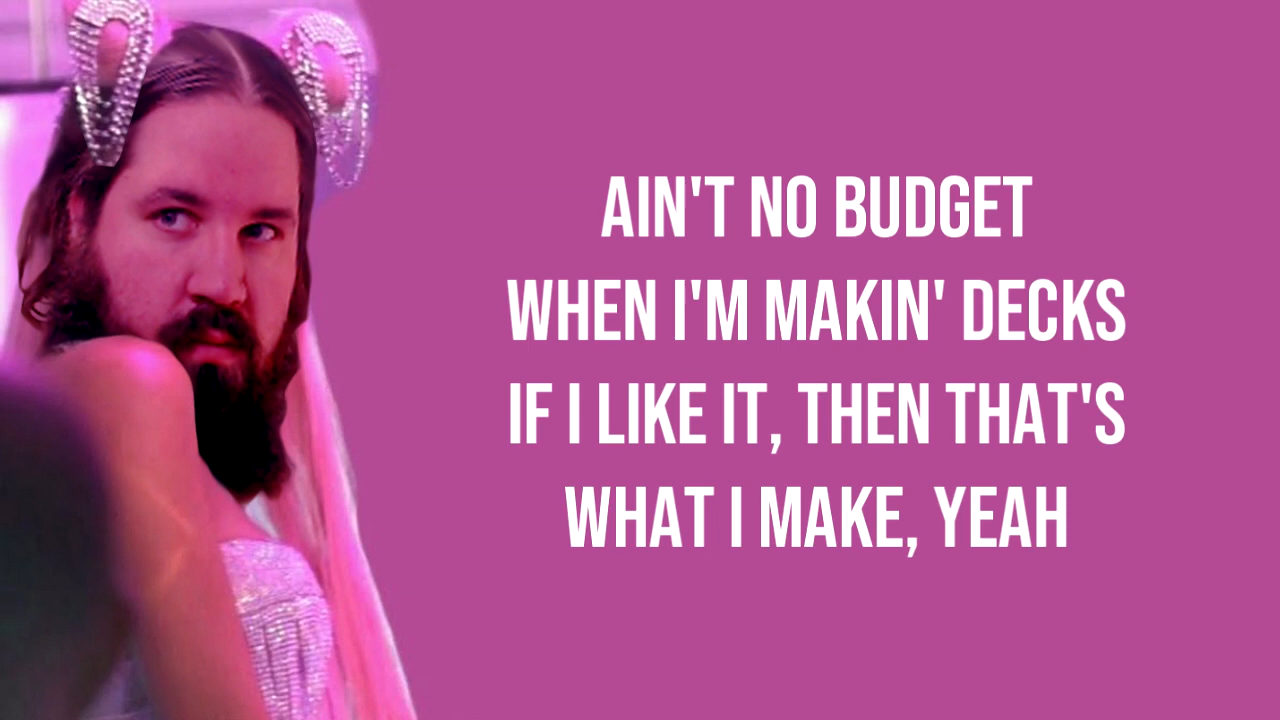 AIN'T NO BUDGET
WHEN I'M MAKIN' DECKS
IF I LIKE IT, THEN THAT'S
WHAT I MAKE, YEAH